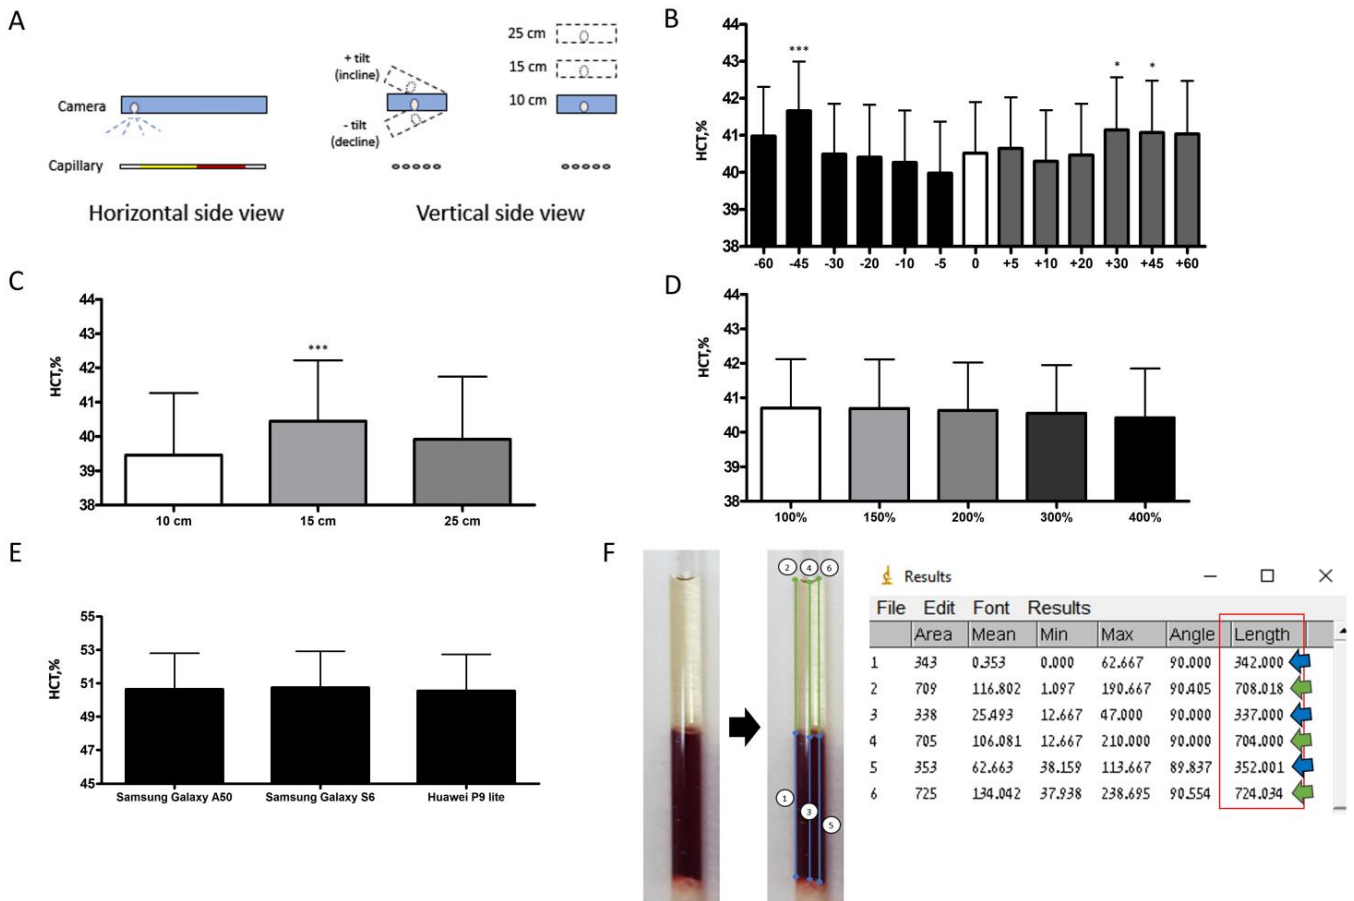 A
25 cm
+ tilt
(incline)
15 cm
Camera
10 cm
- tilt
(decline)
Capillary
Horizontal side view
Vertical side view
B
44
43
42
41
40
39
38
HCT,%
***
*
*
-60 -45 -30 -20 -10 -5 0 +5 +10 +20 +30 +45 +60
C
44
43
42
41
40
39
38
HCT,%
***
10 cm 15 cm 25 cm
D
44
43
42
41
40
39
38
HCT,%
100% 150% 200% 300% 400%
E
55
53
51
49
47
45
HCT,%
Samsung Galaxy A50 Samsung Galaxy S6 Huawei P9 lite
F
2 4 6
1
3
5
Results
File Edit Font Results
Area Mean Min Max Angle Length
1 343 0.353 0.000 62.667 90.000 342.000
2 709 116.802 1.097 190.667 90.405 708.018
3 338 25.493 12.667 47.000 90.000 337.000
4 705 106.081 12.667 210.000 90.000 704.000
5 353 62.663 38.159 113.667 89.837 352.001
6 725 134.042 37.938 238.695 90.554 724.034